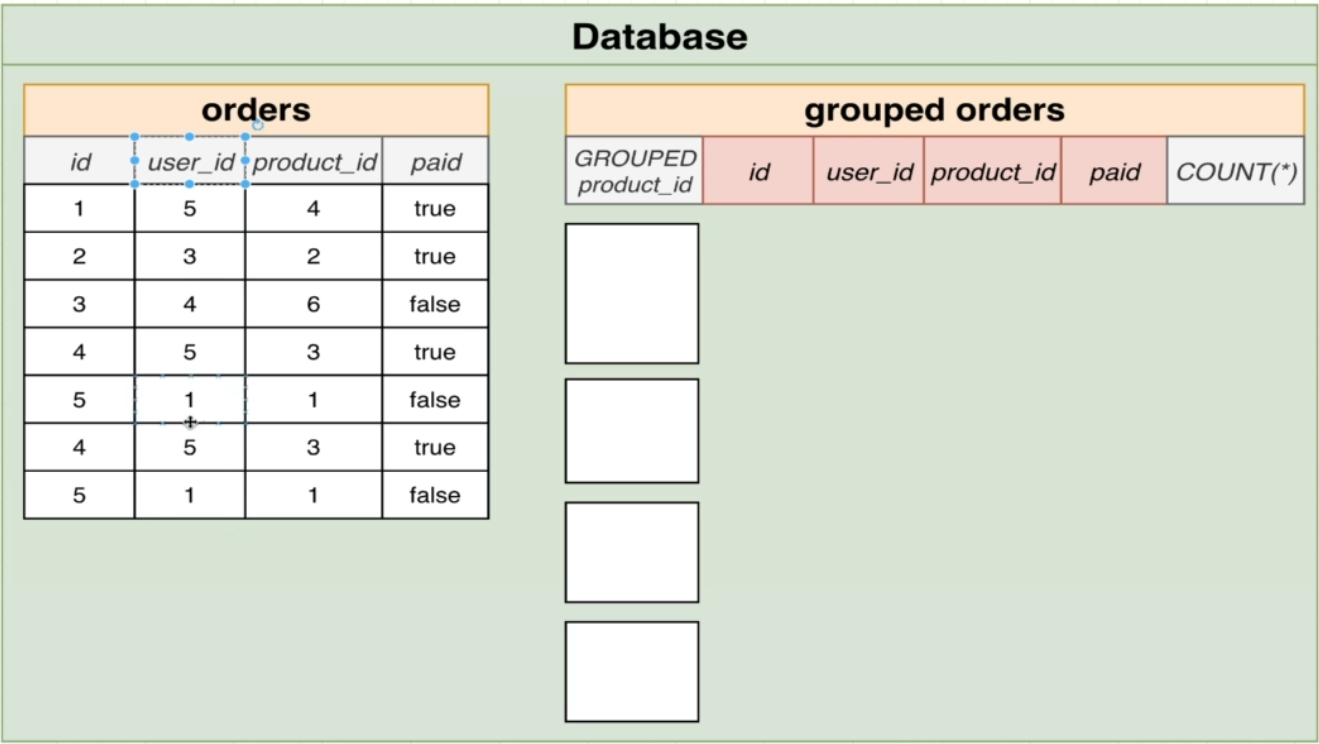 Database
orders
id user_id product_id paid
1 5 4 true
2 3 2 true
3 4 6 false
4 5 3 true
5 1 1 false
4 5 3 true
5 1 1 false
grouped orders
GROUPED
product_id id user_id product_id paid COUNT(*)